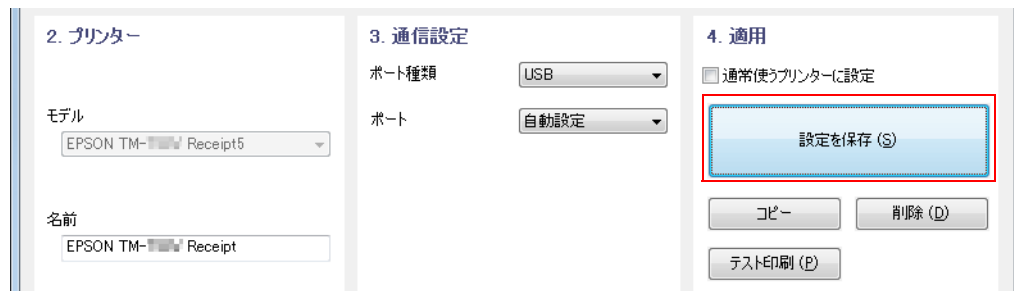 2. プリンター
モデル
EPSON TM- Receipt5
名前
EPSON TM- Receipt
3. 通信設定
ポート種類
USB
ポート
自動設定
4. 適用
通常使うプリンターに設定
設定を保存 (S)
コピー
削除 (D)
テスト印刷 (P)